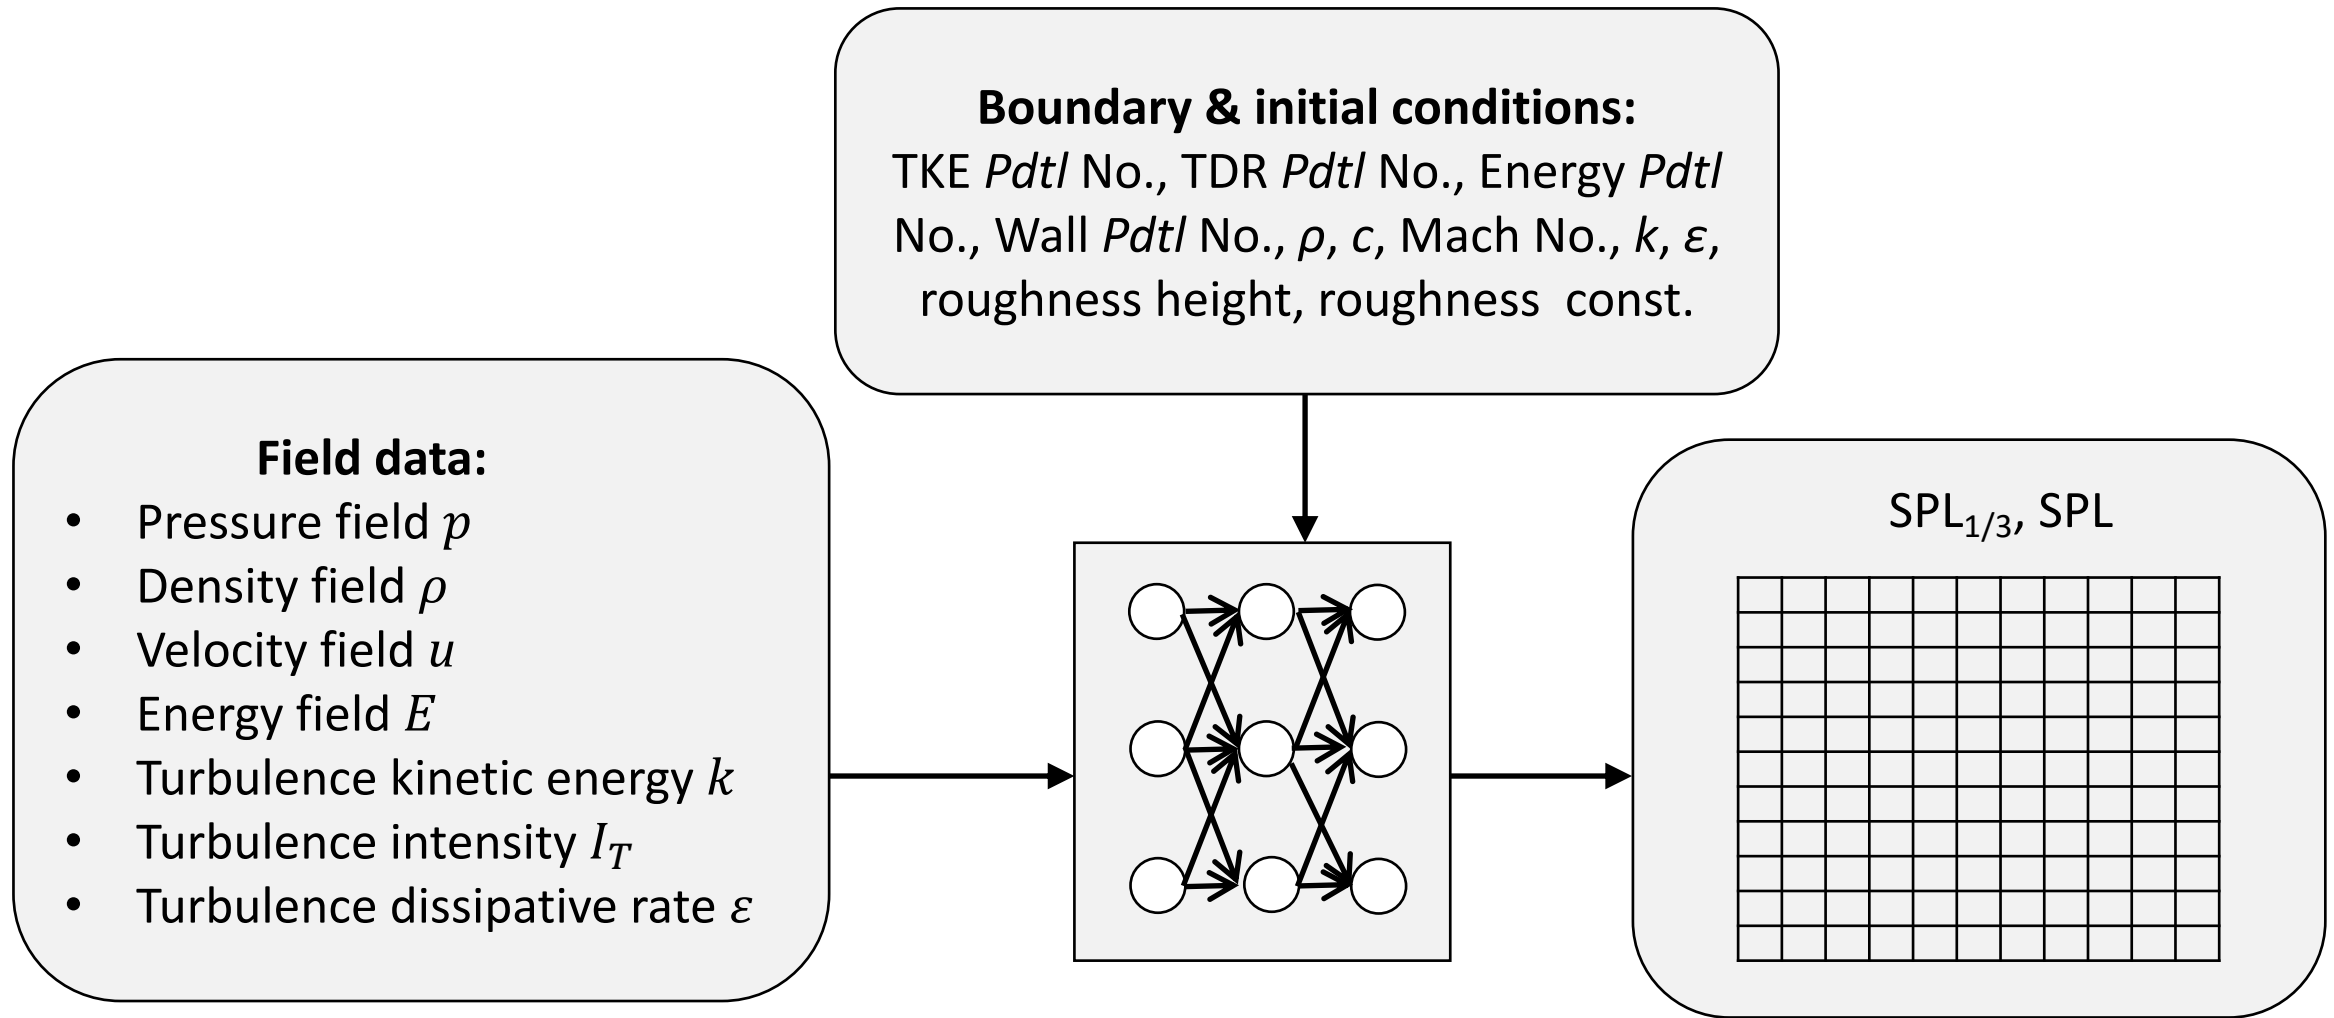 Boundary & initial conditions:
TKE Pdtl No., TDR Pdtl No., Energy Pdtl
No., Wall Pdtl No., ρ, c, Mach No., k, ε,
roughness height, roughness const.
Field data:
• Pressure field p
• Density field ρ
• Velocity field u
• Energy field E
• Turbulence kinetic energy k
• Turbulence intensity I_T
• Turbulence dissipative rate ε
SPL_1/3, SPL